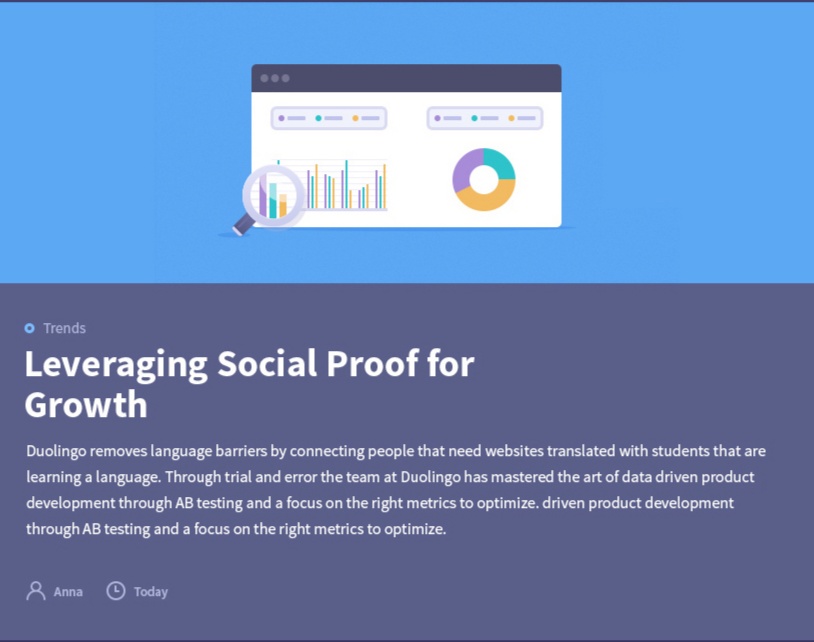 Trends
Leveraging Social Proof for
Growth
Duolingo removes language barriers by connecting people that need websites translated with students that are
learning a language. Through trial and error the team at Duolingo has mastered the art of data driven product
development through AB testing and a focus on the right metrics to optimize. driven product development
through AB testing and a focus on the right metrics to optimize.
Anna Today